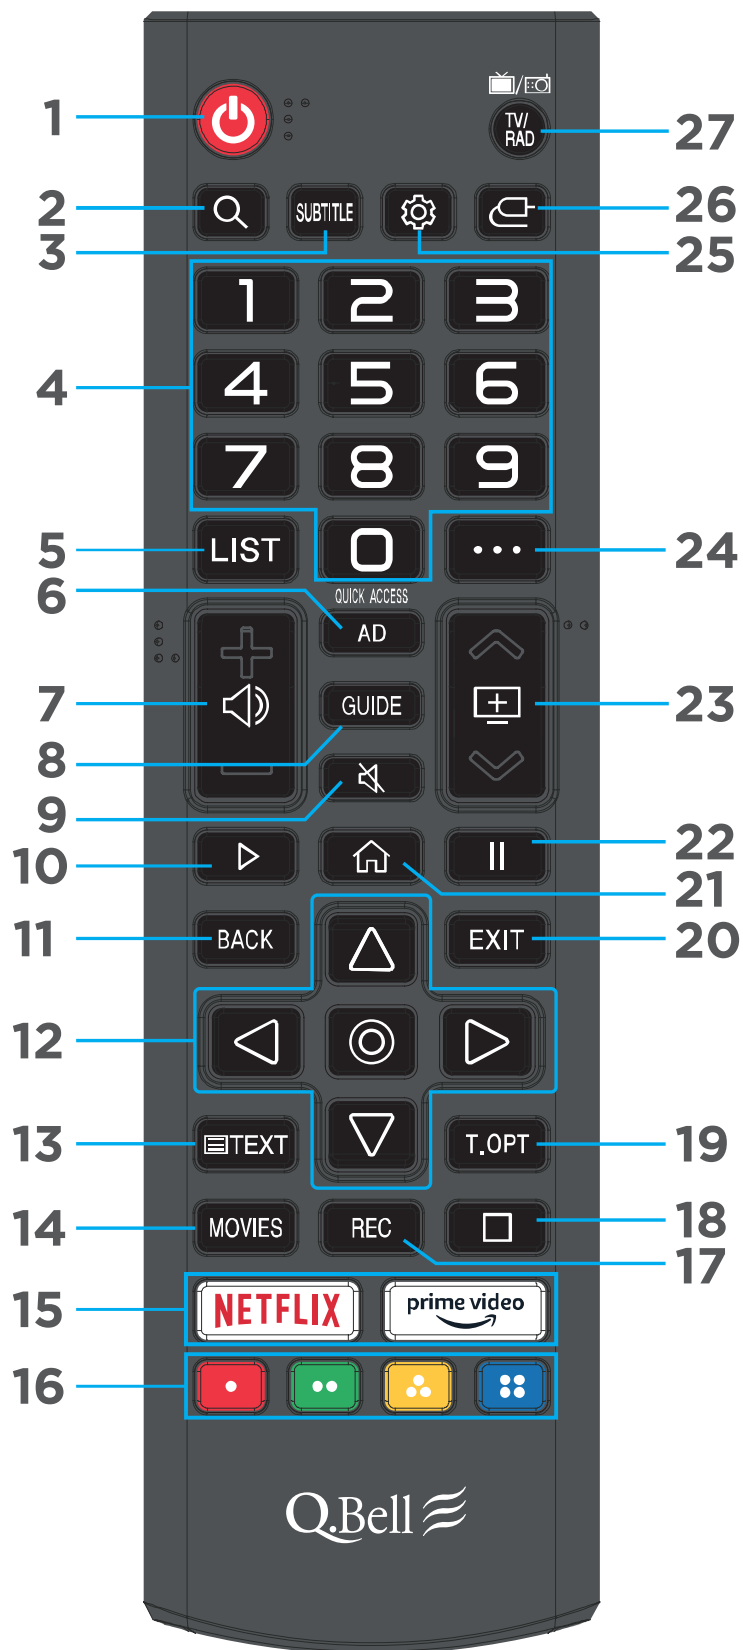 1
TV/
RAD
27
2
SUBTITLE
26
3
25
1 2 3
4
4 5 6
7 8 9
5
LIST
0
24
6
QUICK ACCESS
AD
7
GUIDE
23
8
9
10
22
21
11
BACK
EXIT
20
12
13
TEXT
T.OPT
19
14
MOVIES
REC
18
17
15
NETFLIX
prime video
16
Q.Bell